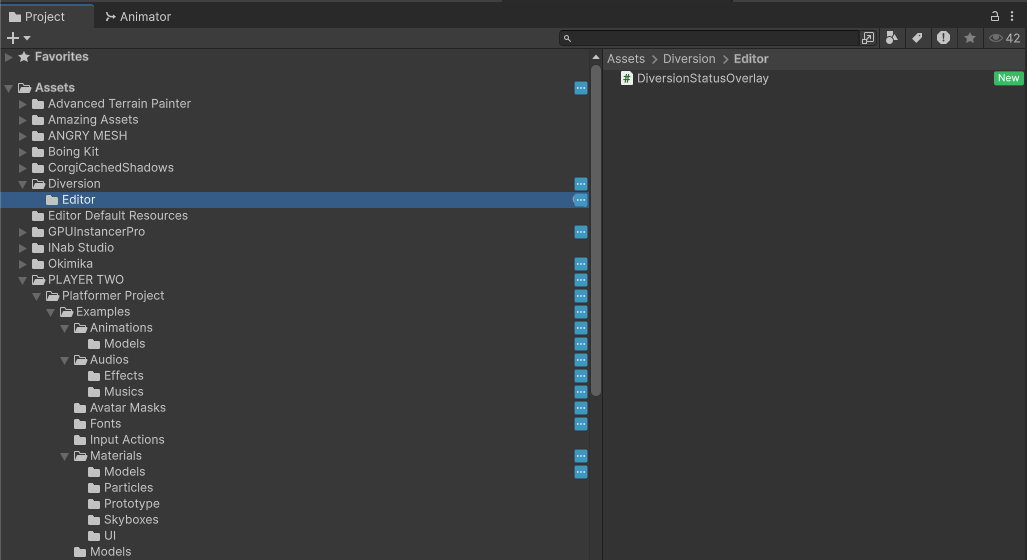 Project
Animator
42
Favorites
Assets
Advanced Terrain Painter
Amazing Assets
ANGRY MESH
Boing Kit
CorgiCachedShadows
Diversion
Editor
Editor Default Resources
GPUInstancerPro
INab Studio
Okimika
PLAYER TWO
Platformer Project
Examples
Animations
Models
Audios
Effects
Musics
Avatar Masks
Fonts
Input Actions
Materials
Models
Particles
Prototype
Skyboxes
UI
Models
Assets > Diversion > Editor
DiversionStatusOverlay New